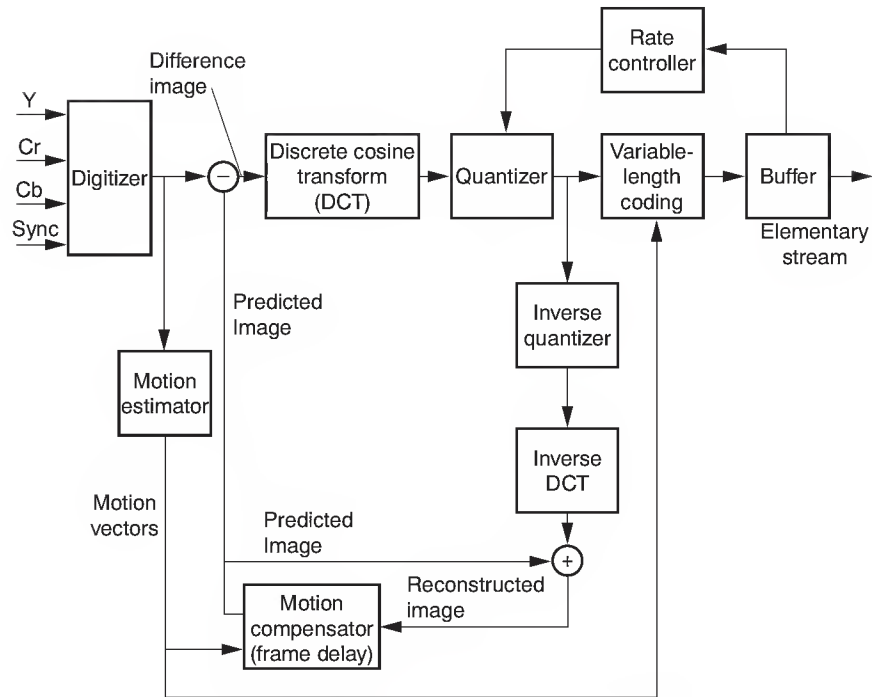 Rate
controller
Difference
image
Y
Cr
Cb
Sync
Digitizer
−
Discrete cosine
transform
(DCT)
Quantizer
Variable-
length
coding
Buffer
Elementary
stream
Predicted
Image
Inverse
quantizer
Motion
estimator
Inverse
DCT
Motion
vectors
Predicted
Image
+
Reconstructed
image
Motion
compensator
(frame delay)